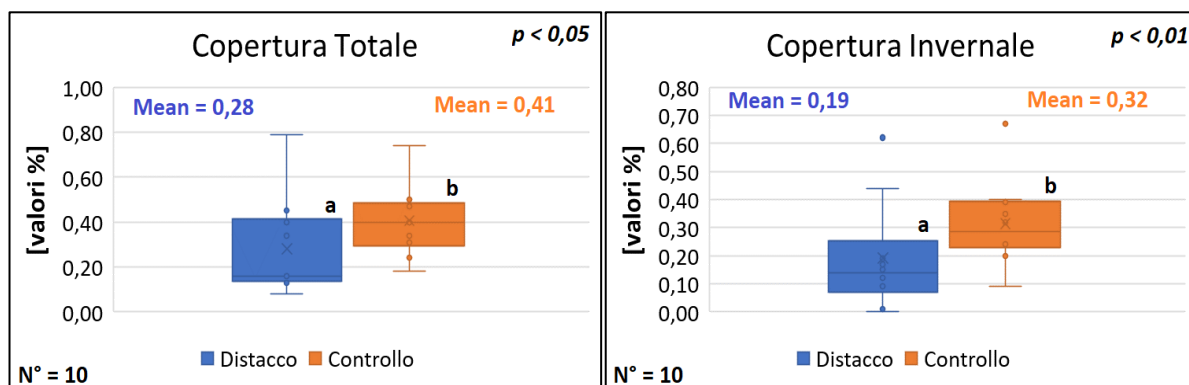 Copertura Totale
p < 0,05
Mean = 0,28
Mean = 0,41
[valori %]
1,00
0,80
0,60
0,40
0,20
0,00
a
b
Distacco Controllo
N° = 10
Copertura Invernale
p < 0,01
Mean = 0,19
Mean = 0,32
[valori %]
0,80
0,70
0,60
0,50
0,40
0,30
0,20
0,10
0,00
a
b
Distacco Controllo
N° = 10